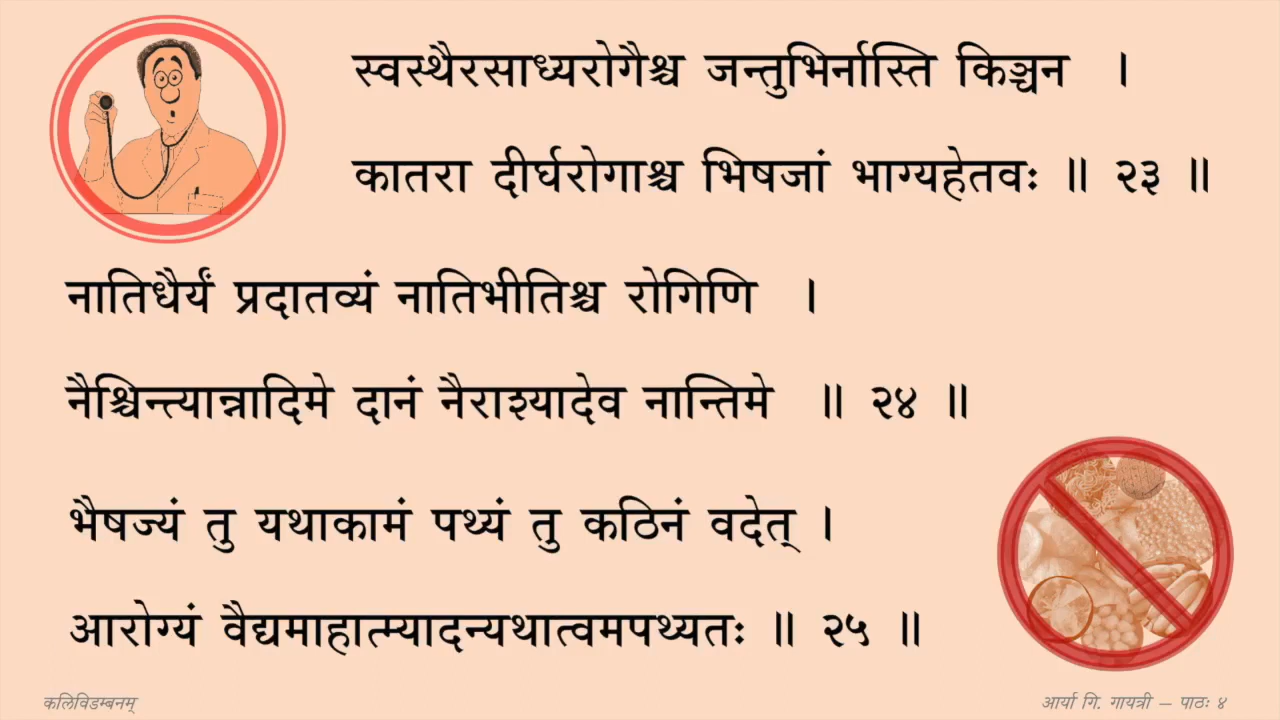 स्वस्थैरसाध्यरोगैश्च जन्तुभिर्नास्ति किञ्चन ।
कातरा दीर्घरोगाश्च भिषजां भाग्यहेतवः ॥ २३ ॥
नातिधैर्यं प्रदातव्यं नातिभीतिश्च रोगिणि ।
नैश्चिन्त्यान्नादिमे दानं नैराश्यादेव नान्तिमे ॥ २४ ॥
भैषज्यं तु यथाकामं पथ्यं तु कठिनं वदेत् ।
आरोग्यं वैद्यमाहात्म्यादन्यथात्वमपथ्यतः ॥ २५ ॥
कलिविडम्बनम्
आर्या गि. गायत्री – पाठः ४